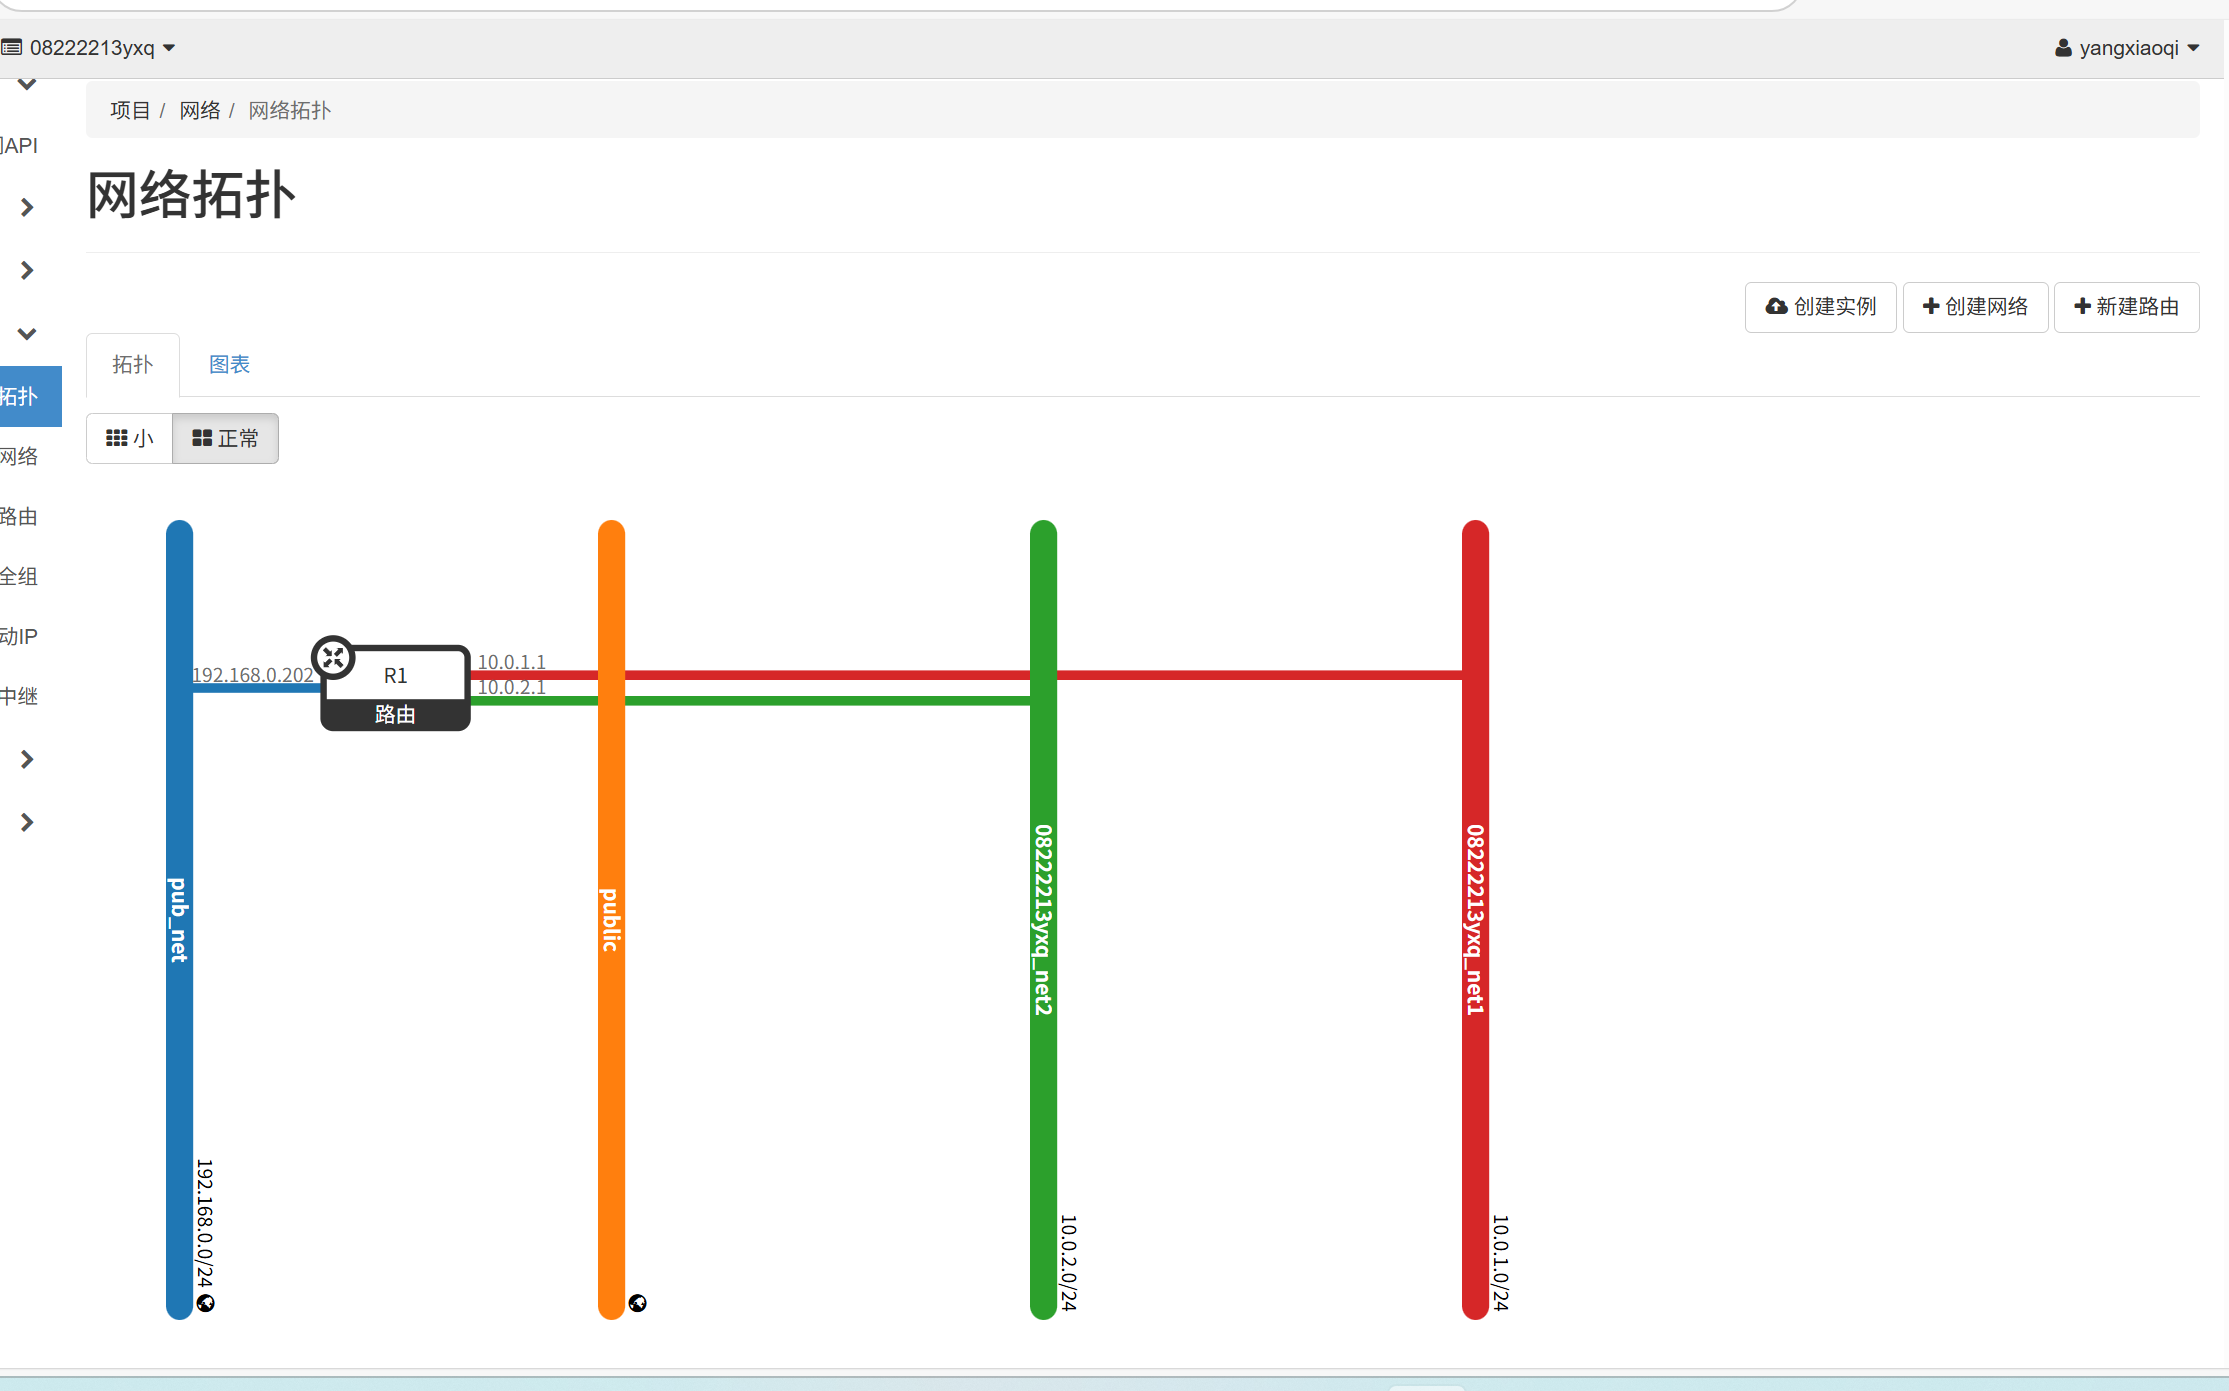 08222213yxq
yangxiaoqi
项目 / 网络 / 网络拓扑
API
网络拓扑
创建实例
创建网络
新建路由
拓扑
图表
拓扑
小
正常
网络
路由
全组
动IP
中继
192.168.0.202
R1
路由
10.0.1.1
10.0.2.1
pub_net
public
08222213yxq_net2
08222213yxq_net1
192.168.0.0/24
10.0.2.0/24
10.0.1.0/24